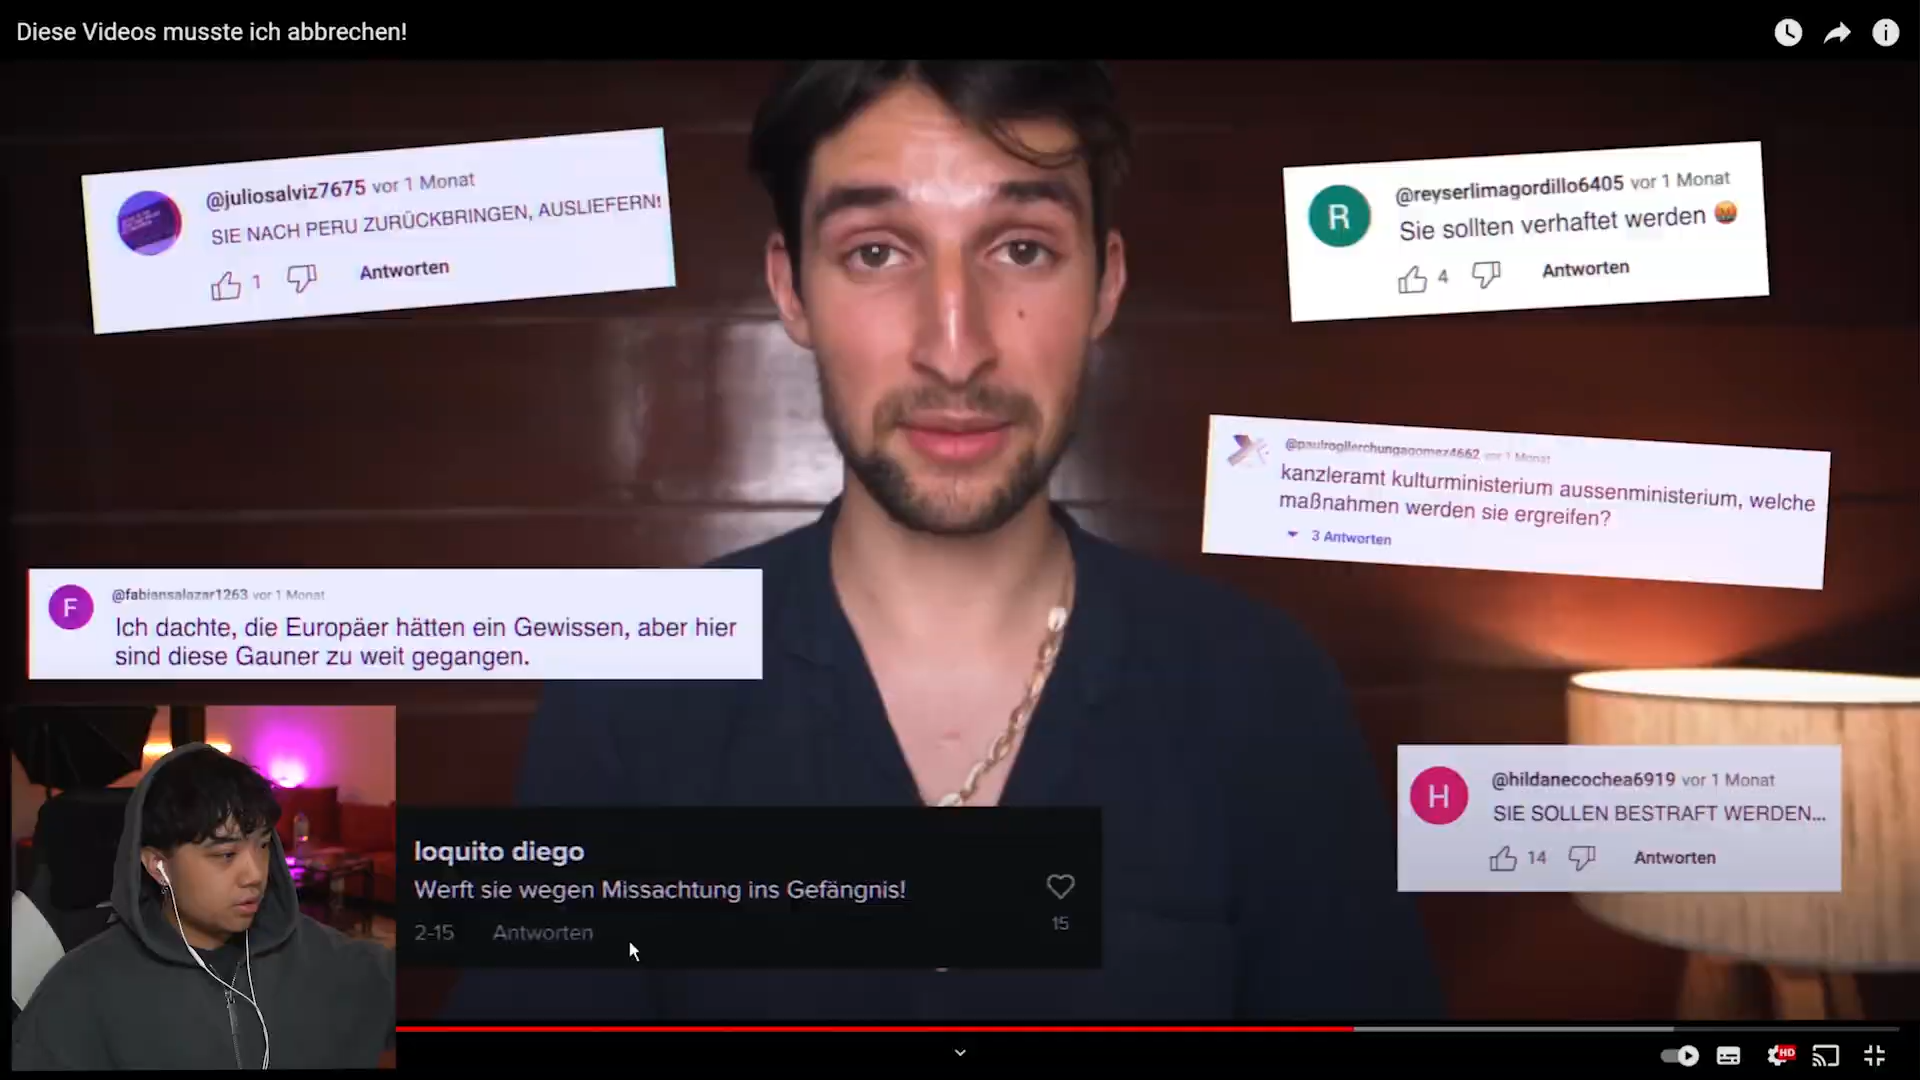 Diese Videos musste ich abbrechen!
@juliosalviz7675 vor 1 Monat
SIE NACH PERU ZURÜCKBRINGEN, AUSLIEFERN!
1 Antworten
R
@reyserlimagordillo6405 vor 1 Monat
Sie sollten verhaftet werden
4 Antworten
vor 1 Monat
kanzleramt kulturministerium aussenministerium, welche
maßnahmen werden sie ergreifen?
3 Antworten
F
@fabiansalazar1263 vor 1 Monat
Ich dachte, die Europäer hätten ein Gewissen, aber hier
sind diese Gauner zu weit gegangen.
H
@hildanecochea6919 vor 1 Monat
SIE SOLLEN BESTRAFT WERDEN...
14 Antworten
loquito diego
Werft sie wegen Missachtung ins Gefängnis!
2-15 Antworten
15
HD